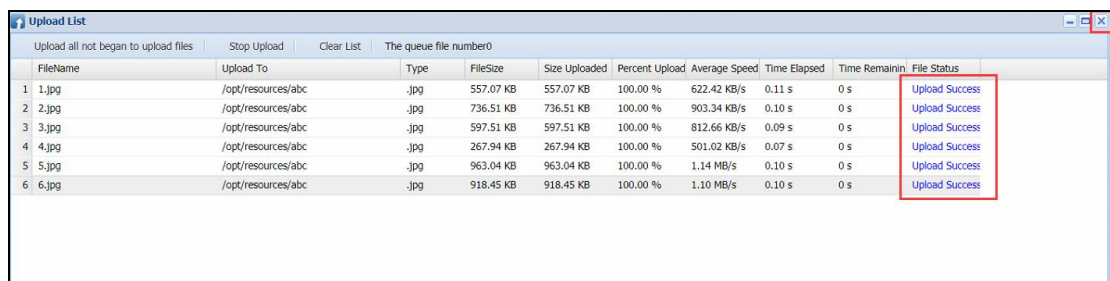 Upload List
Upload all not began to upload files Stop Upload Clear List The queue file number0
FileName Upload To Type FileSize Size Uploaded Percent Upload Average Speed Time Elapsed Time Remainin File Status
1 1.jpg /opt/resources/abc .jpg 557.07 KB 557.07 KB 100.00 % 622.42 KB/s 0.11 s 0 s Upload Success
2 2.jpg /opt/resources/abc .jpg 736.51 KB 736.51 KB 100.00 % 903.34 KB/s 0.10 s 0 s Upload Success
3 3.jpg /opt/resources/abc .jpg 597.51 KB 597.51 KB 100.00 % 812.66 KB/s 0.09 s 0 s Upload Success
4 4.jpg /opt/resources/abc .jpg 267.94 KB 267.94 KB 100.00 % 501.02 KB/s 0.07 s 0 s Upload Success
5 5.jpg /opt/resources/abc .jpg 963.04 KB 963.04 KB 100.00 % 1.14 MB/s 0.10 s 0 s Upload Success
6 6.jpg /opt/resources/abc .jpg 918.45 KB 918.45 KB 100.00 % 1.10 MB/s 0.10 s 0 s Upload Success